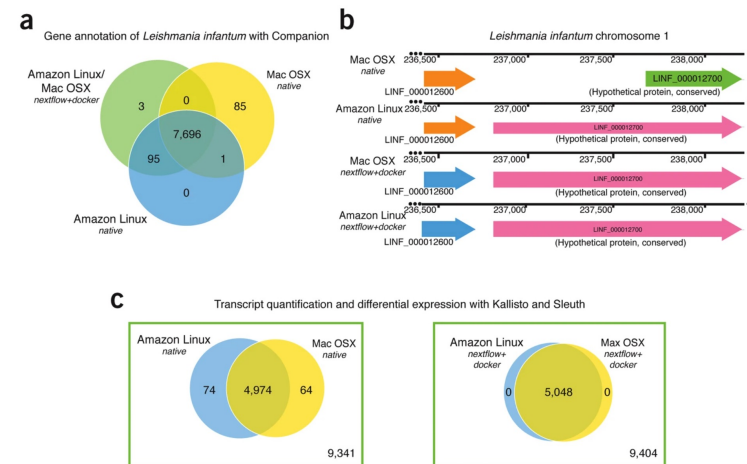 a
Gene annotation of Leishmania infantum with Companion
Amazon Linux/
Mac OSX
nextflow+docker
Mac OSX
native
3
0
85
7,696
95
1
0
Amazon Linux
native
b
Leishmania infantum chromosome 1
Mac OSX
native
236,500
237,000
237,500
238,000
LINF_000012600
LINF_000012700
(Hypothetical protein, conserved)
Amazon Linux
native
236,500
237,000
237,500
238,000
LINF_000012600
LINF_000012700
(Hypothetical protein, conserved)
Mac OSX
nextflow+docker
236,500
237,000
237,500
238,000
LINF_000012600
LINF_000012700
(Hypothetical protein, conserved)
Amazon Linux
nextflow+docker
236,500
237,000
237,500
238,000
LINF_000012600
LINF_000012700
(Hypothetical protein, conserved)
c
Transcript quantification and differential expression with Kallisto and Sleuth
Amazon Linux
native
Mac OSX
native
74
4,974
64
9,341
Amazon Linux
nextflow+
docker
Max OSX
nextflow+
docker
0
5,048
0
9,404